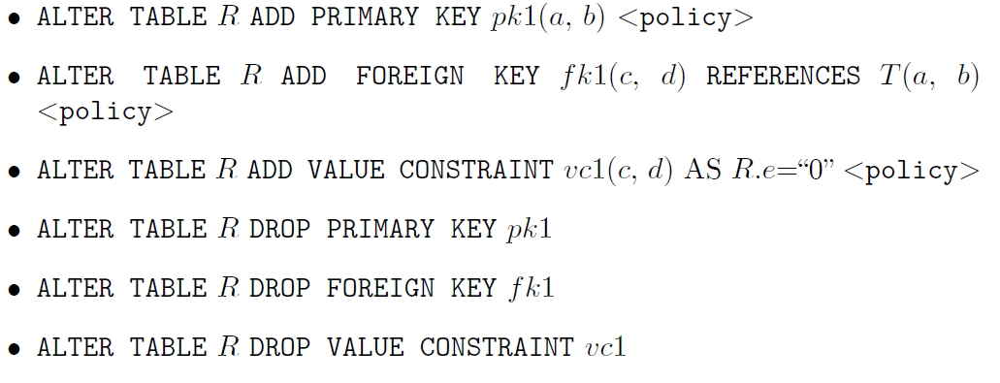 • ALTER TABLE R ADD PRIMARY KEY pk1(a, b) <policy>
• ALTER TABLE R ADD FOREIGN KEY fk1(c, d) REFERENCES T(a, b)
<policy>
• ALTER TABLE R ADD VALUE CONSTRAINT vc1(c, d) AS R.e=“0” <policy>
• ALTER TABLE R DROP PRIMARY KEY pk1
• ALTER TABLE R DROP FOREIGN KEY fk1
• ALTER TABLE R DROP VALUE CONSTRAINT vc1